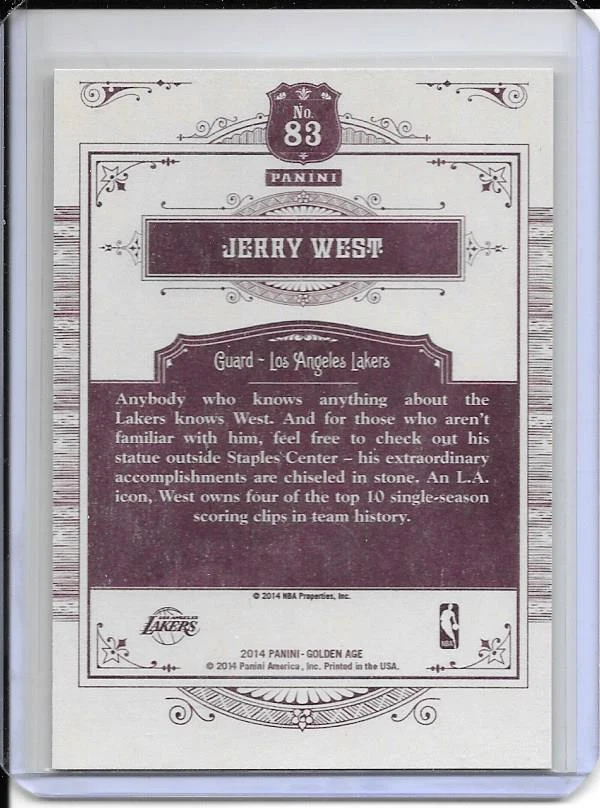 No.
83
PANINI
JERRY WEST
Guard - Los Angeles Lakers
Anybody who knows anything about the
Lakers knows West. And for those who aren't
familiar with him, feel free to check out his
statue outside Staples Center – his extraordinary
accomplishments are chiseled in stone. An L.A.
icon, West owns four of the top 10 single-season
scoring clips in team history.
© 2014 NBA Properties, Inc.
LOS ANGELES
LAKERS
NBA
2014 PANINI - GOLDEN AGE
© 2014 Panini America, Inc. Printed in the USA.